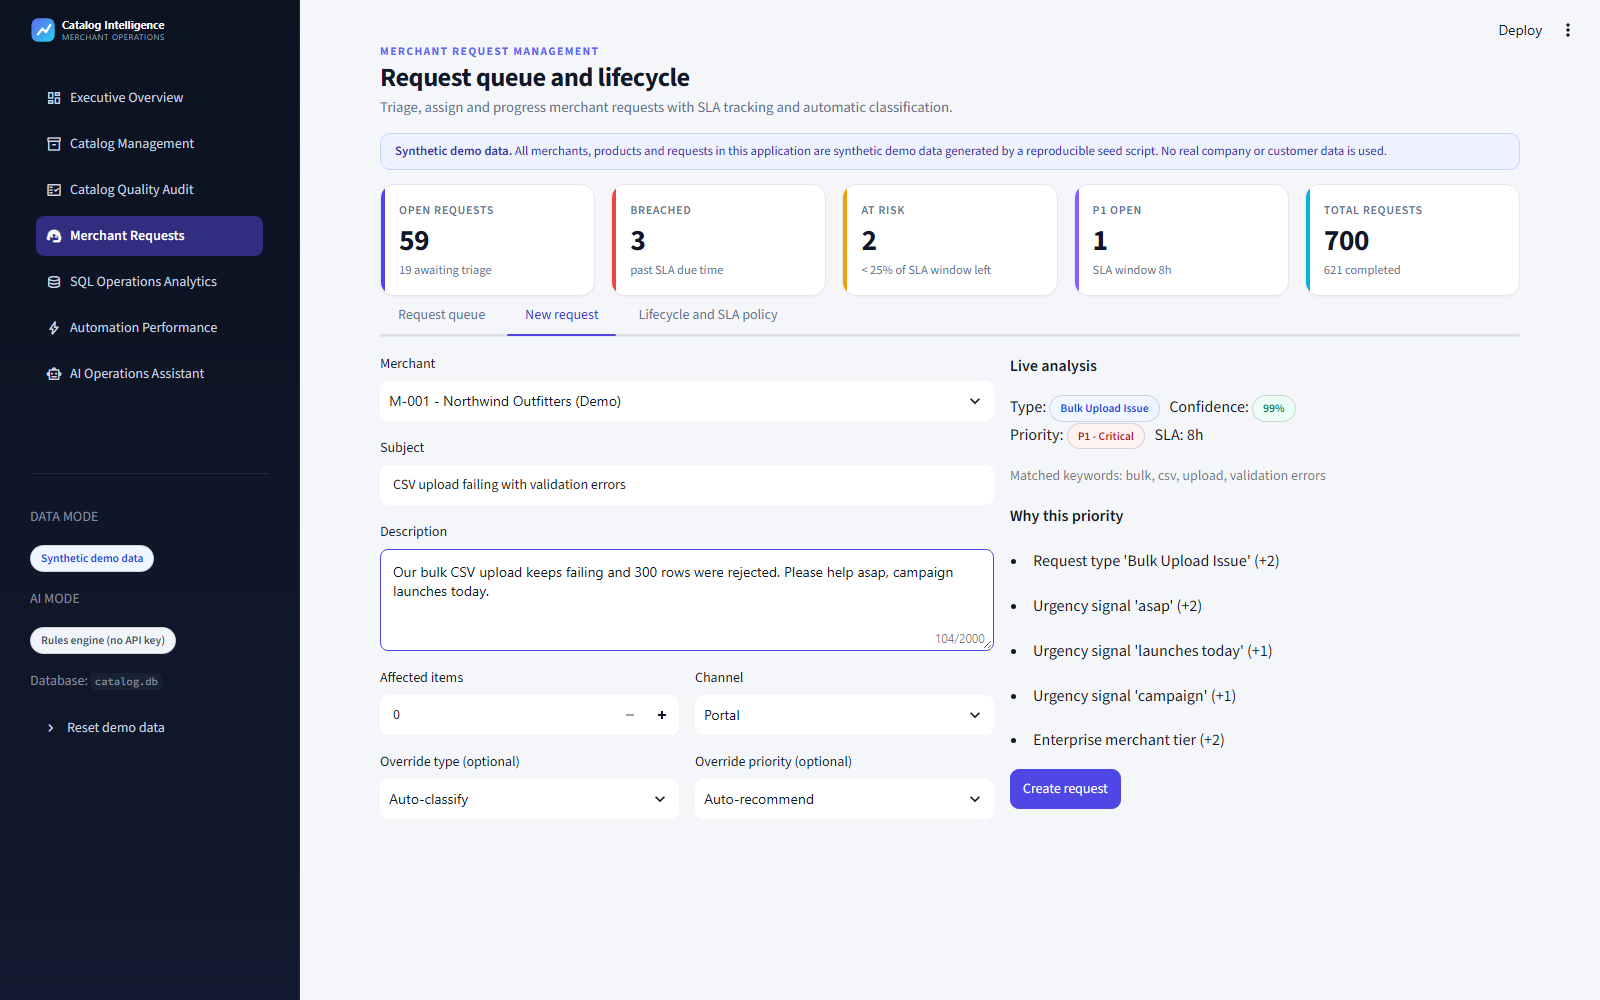 Catalog Intelligence
MERCHANT OPERATIONS
Executive Overview
Catalog Management
Catalog Quality Audit
Merchant Requests
SQL Operations Analytics
Automation Performance
AI Operations Assistant
DATA MODE
Synthetic demo data
AI MODE
Rules engine (no API key)
Database: catalog.db
Reset demo data
Deploy
MERCHANT REQUEST MANAGEMENT
Request queue and lifecycle
Triage, assign and progress merchant requests with SLA tracking and automatic classification.
Synthetic demo data. All merchants, products and requests in this application are synthetic demo data generated by a reproducible seed script. No real company or customer data is used.
OPEN REQUESTS
59
19 awaiting triage
BREACHED
3
past SLA due time
AT RISK
2
< 25% of SLA window left
P1 OPEN
1
SLA window 8h
TOTAL REQUESTS
700
621 completed
Request queue
New request
Lifecycle and SLA policy
Merchant
M-001 - Northwind Outfitters (Demo)
Subject
CSV upload failing with validation errors
Description
Our bulk CSV upload keeps failing and 300 rows were rejected. Please help asap, campaign
launches today.
104/2000
Affected items
0
Channel
Portal
Override type (optional)
Auto-classify
Override priority (optional)
Auto-recommend
Live analysis
Type: Bulk Upload Issue Confidence: 99%
Priority: P1 - Critical SLA: 8h
Matched keywords: bulk, csv, upload, validation errors
Why this priority
Request type 'Bulk Upload Issue' (+2)
Urgency signal 'asap' (+2)
Urgency signal 'launches today' (+1)
Urgency signal 'campaign' (+1)
Enterprise merchant tier (+2)
Create request